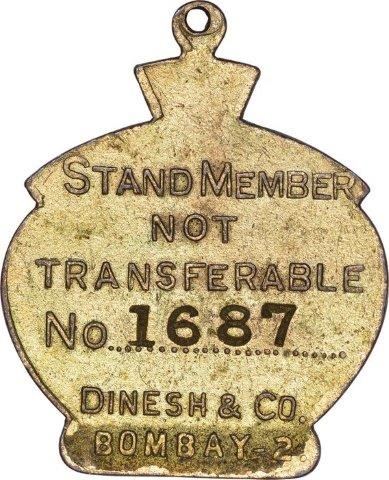 STAND MEMBER
NOT
TRANSFERABLE
No. 1687
DINESH & CO.
BOMBAY-2.